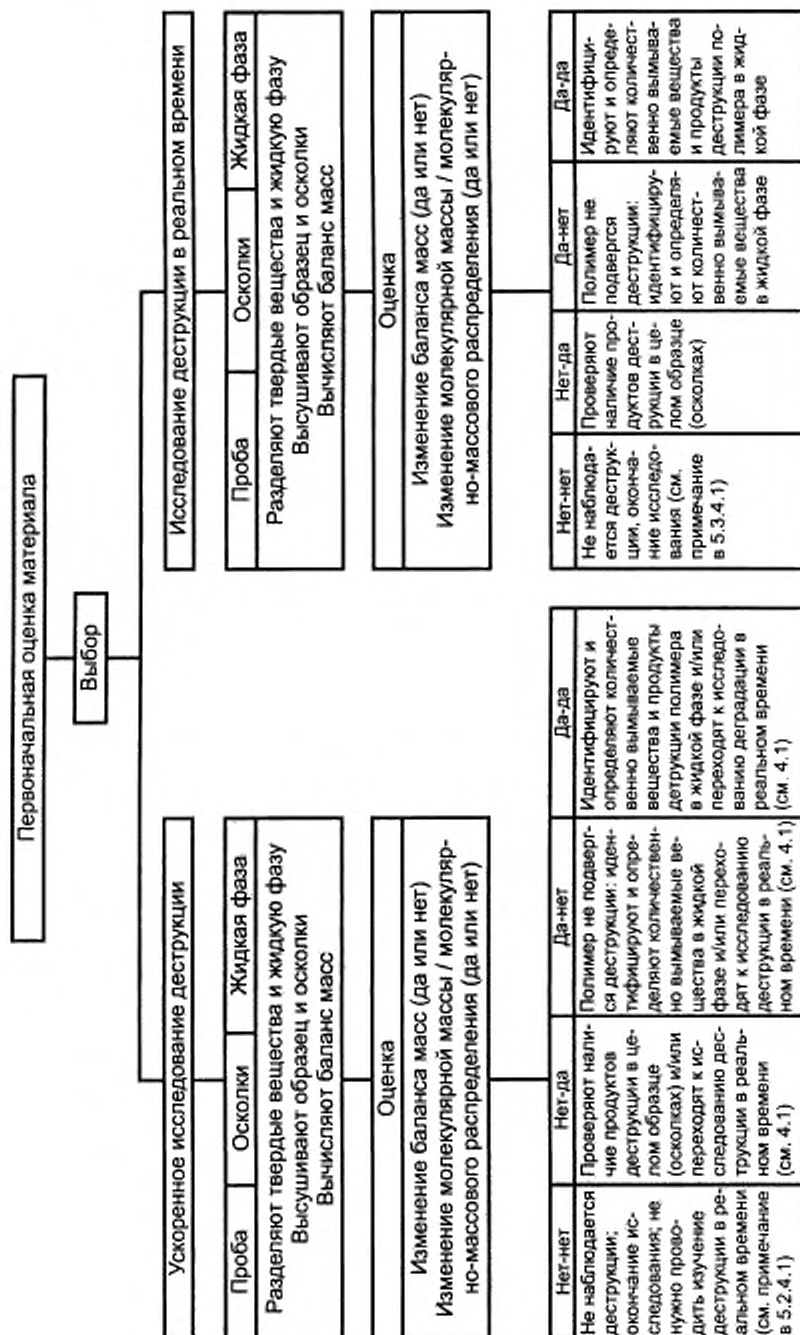 Первоначальная оценка материала
Выбор
Ускоренное исследование деструкции
Проба
Осколки
Жидкая фаза
Разделяют твердые вещества и жидкую фазу
Высушивают образец и осколки
Вычисляют баланс масс
Оценка
Изменение баланса масс (да или нет)
Изменение молекулярной массы / молекуляр-
но-массового распределения (да или нет)
Нет-нет
Не наблюдается
деструкции;
окончание ис-
следования; не
нужно прово-
дить изучение
деструкции в ре-
альном времени
(см. примечание
в 5.2.4.1)
Нет-да
Проверяют нали-
чие продуктов
деструкции в це-
лом образце
(осколках) и/или
переходят к ис-
следованию дес-
трукции в реаль-
ном времени
(см. 4.1)
Да-нет
Полимер не подверг-
ся деструкции: иден-
тифицируют и опре-
деляют количествен-
но вымываемые ве-
щества в жидкой
фазе и/или перехо-
дят к исследованию
деструкции в реаль-
ном времени (см. 4.1)
Да-да
Идентифицируют и
определяют количест-
венно вымываемые
вещества и продукты
детрукции полимера
в жидкой фазе и/или
переходят к исследо-
ванию деградации в
реальном времени
(см. 4.1)
Исследование деструкции в реальном времени
Проба
Осколки
Жидкая фаза
Разделяют твердые вещества и жидкую фазу
Высушивают образец и осколки
Вычисляют баланс масс
Оценка
Изменение баланса масс (да или нет)
Изменение молекулярной массы / молекуляр-
но-массового распределения (да или нет)
Нет-нет
Не наблюда-
ется деструк-
ции, оконча-
ние исследо-
вания (см.
примечание
в 5.3.4.1)
Нет-да
Проверяют
наличие про-
дуктов дест-
рукции в це-
лом образце
(осколках)
Да-нет
Полимер не
подвергся
деструкции:
идентифициру-
ют и определя-
ют количест-
венно вымыва-
емые вещества
в жидкой фазе
Да-да
Идентифици-
руют и опреде-
ляют количест-
венно вымыва-
емые вещества
и продукты
деструкции по-
лимера в жид-
кой фазе